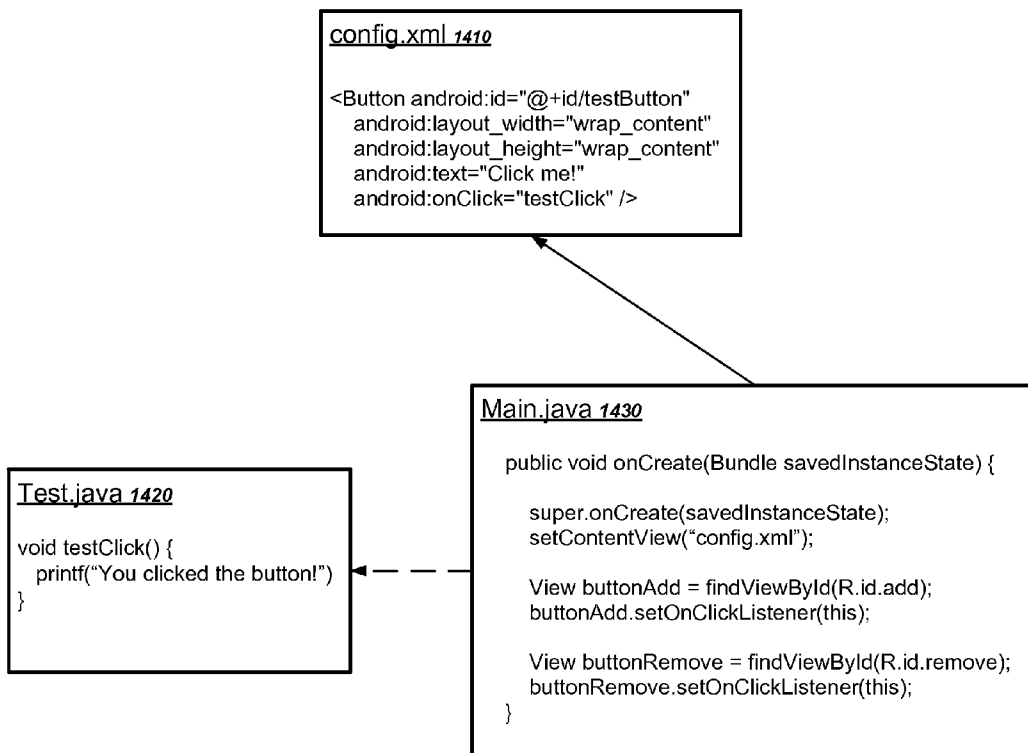 config.xml 1410
<Button android:id="@+id/testButton"
android:layout_width="wrap_content"
android:layout_height="wrap_content"
android:text="Click me!"
android:onClick="testClick" />
Test.java 1420
void testClick() {
printf(“You clicked the button!”)
}
Main.java 1430
public void onCreate(Bundle savedInstanceState) {
super.onCreate(savedInstanceState);
setContentView(“config.xml”);
View buttonAdd = findViewById(R.id.add);
buttonAdd.setOnClickListener(this);
View buttonRemove = findViewById(R.id.remove);
buttonRemove.setOnClickListener(this);
}